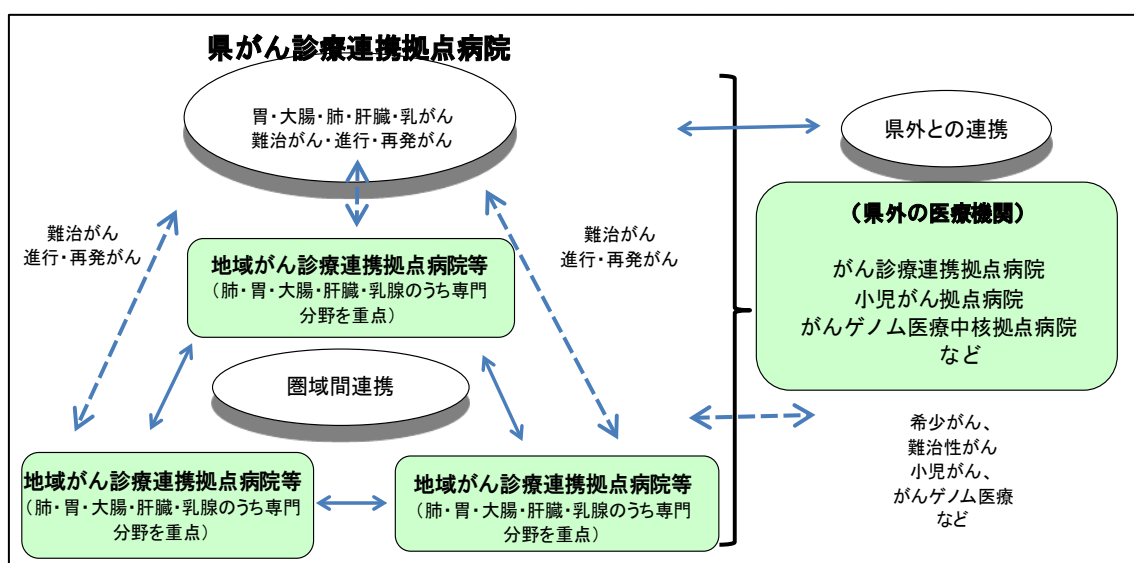 県がん診療連携拠点病院
胃・大腸・肺・肝臓・乳がん
難治がん・進行・再発がん
県外との連携
（県外の医療機関）
がん診療連携拠点病院
小児がん拠点病院
がんゲノム医療中核拠点病院
など
難治がん
進行・再発がん
難治がん
進行・再発がん
地域がん診療連携拠点病院等
（肺・胃・大腸・肝臓・乳腺のうち専門
分野を重点）
圏域間連携
地域がん診療連携拠点病院等
（肺・胃・大腸・肝臓・乳腺のうち専門
分野を重点）
地域がん診療連携拠点病院等
（肺・胃・大腸・肝臓・乳腺のうち専門
分野を重点）
希少がん、
難治性がん
小児がん、
がんゲノム医療
など